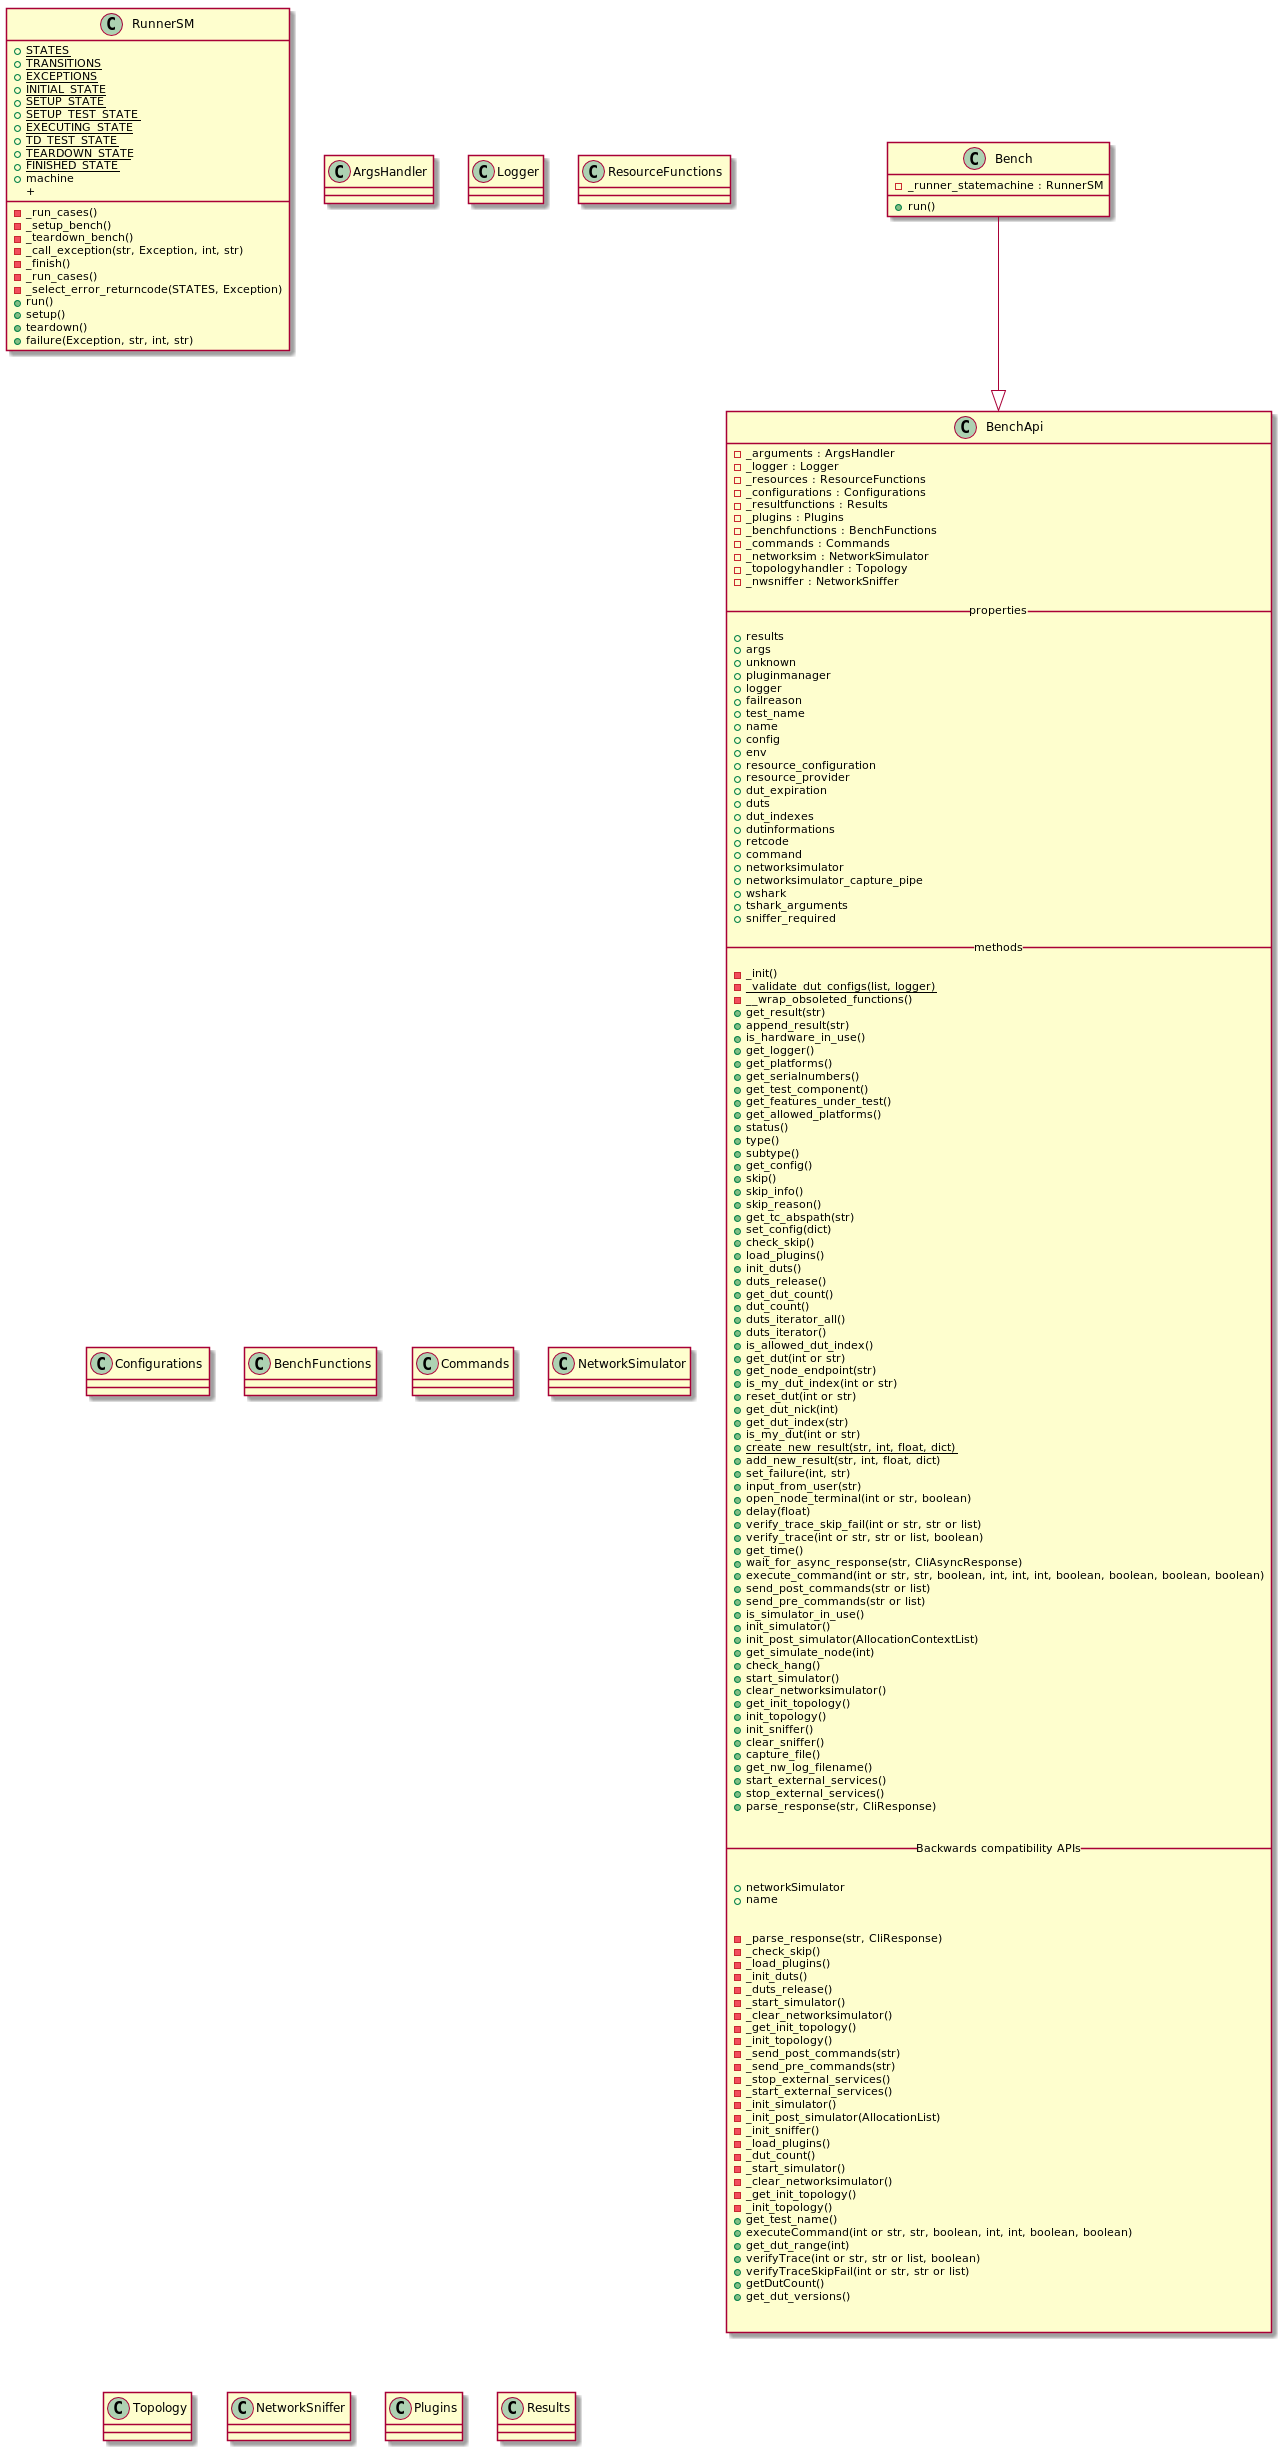 RunnerSM
STATES
TRANSITIONS
EXCEPTIONS
INITIAL_STATE
SETUP_STATE
SETUP_TEST_STATE
EXECUTING_STATE
TD_TEST_STATE
TEARDOWN_STATE
FINISHED_STATE
machine
+
_run_cases()
_setup_bench()
_teardown_bench()
_call_exception(str, Exception, int, str)
_finish()
_run_cases()
_select_error_returncode(STATES, Exception)
run()
setup()
teardown()
failure(Exception, str, int, str)
C ArgsHandler
C Logger
C ResourceFunctions
C Bench
_runner_statemachine : RunnerSM
run()
C BenchApi
_arguments : ArgsHandler
_logger : Logger
_resources : ResourceFunctions
_configurations : Configurations
_resultfunctions : Results
_plugins : Plugins
_benchfunctions : BenchFunctions
_commands : Commands
_networksim : NetworkSimulator
_topologyhandler : Topology
_nwsniffer : NetworkSniffer
properties
results
args
unknown
pluginmanager
logger
failreason
test_name
name
config
env
resource_configuration
resource_provider
dut_expiration
duts
dut_indexes
dutinformations
retcode
command
networksimulator
networksimulator_capture_pipe
wshark
tshark_arguments
sniffer_required
methods
_init()
_validate_dut_configs(list, logger)
__wrap_obsoleted_functions()
get_result(str)
append_result(str)
is_hardware_in_use()
get_logger()
get_platforms()
get_serialnumbers()
get_test_component()
get_features_under_test()
get_allowed_platforms()
status()
type()
subtype()
get_config()
skip()
skip_info()
skip_reason()
get_tc_abspath(str)
set_config(dict)
check_skip()
load_plugins()
init_duts()
duts_release()
get_dut_count()
dut_count()
duts_iterator_all()
duts_iterator()
is_allowed_dut_index()
get_dut(int or str)
get_node_endpoint(str)
is_my_dut_index(int or str)
reset_dut(int or str)
get_dut_nick(int)
get_dut_index(str)
is_my_dut(int or str)
create_new_result(str, int, float, dict)
add_new_result(str, int, float, dict)
set_failure(int, str)
input_from_user(str)
open_node_terminal(int or str, boolean)
delay(float)
verify_trace_skip_fail(int or str, str or list)
verify_trace(int or str, str or list, boolean)
get_time()
wait_for_async_response(str, CliAsyncResponse)
execute_command(int or str, str, boolean, int, int, int, boolean, boolean, boolean, boolean)
send_post_commands(str or list)
send_pre_commands(str or list)
is_simulator_in_use()
init_simulator()
init_post_simulator(AllocationContextList)
get_simulate_node(int)
check_hang()
start_simulator()
clear_networksimulator()
get_init_topology()
init_topology()
init_sniffer()
clear_sniffer()
capture_file()
get_nw_log_filename()
start_external_services()
stop_external_services()
parse_response(str, CliResponse)
Backwards compatibility APIs
networkSimulator
name
_parse_response(str, CliResponse)
_check_skip()
_load_plugins()
_init_duts()
_duts_release()
_start_simulator()
_clear_networksimulator()
_get_init_topology()
_init_topology()
_send_post_commands(str)
_send_pre_commands(str)
_stop_external_services()
_start_external_services()
_init_simulator()
_init_post_simulator(AllocationList)
_init_sniffer()
_load_plugins()
_dut_count()
_start_simulator()
_clear_networksimulator()
_get_init_topology()
_init_topology()
get_test_name()
executeCommand(int or str, str, boolean, int, int, boolean, boolean)
get_dut_range(int)
verifyTrace(int or str, str or list, boolean)
verifyTraceSkipFail(int or str, str or list)
getDutCount()
get_dut_versions()
C Configurations
C BenchFunctions
C Commands
C NetworkSimulator
C Topology
C NetworkSniffer
C Plugins
C Results